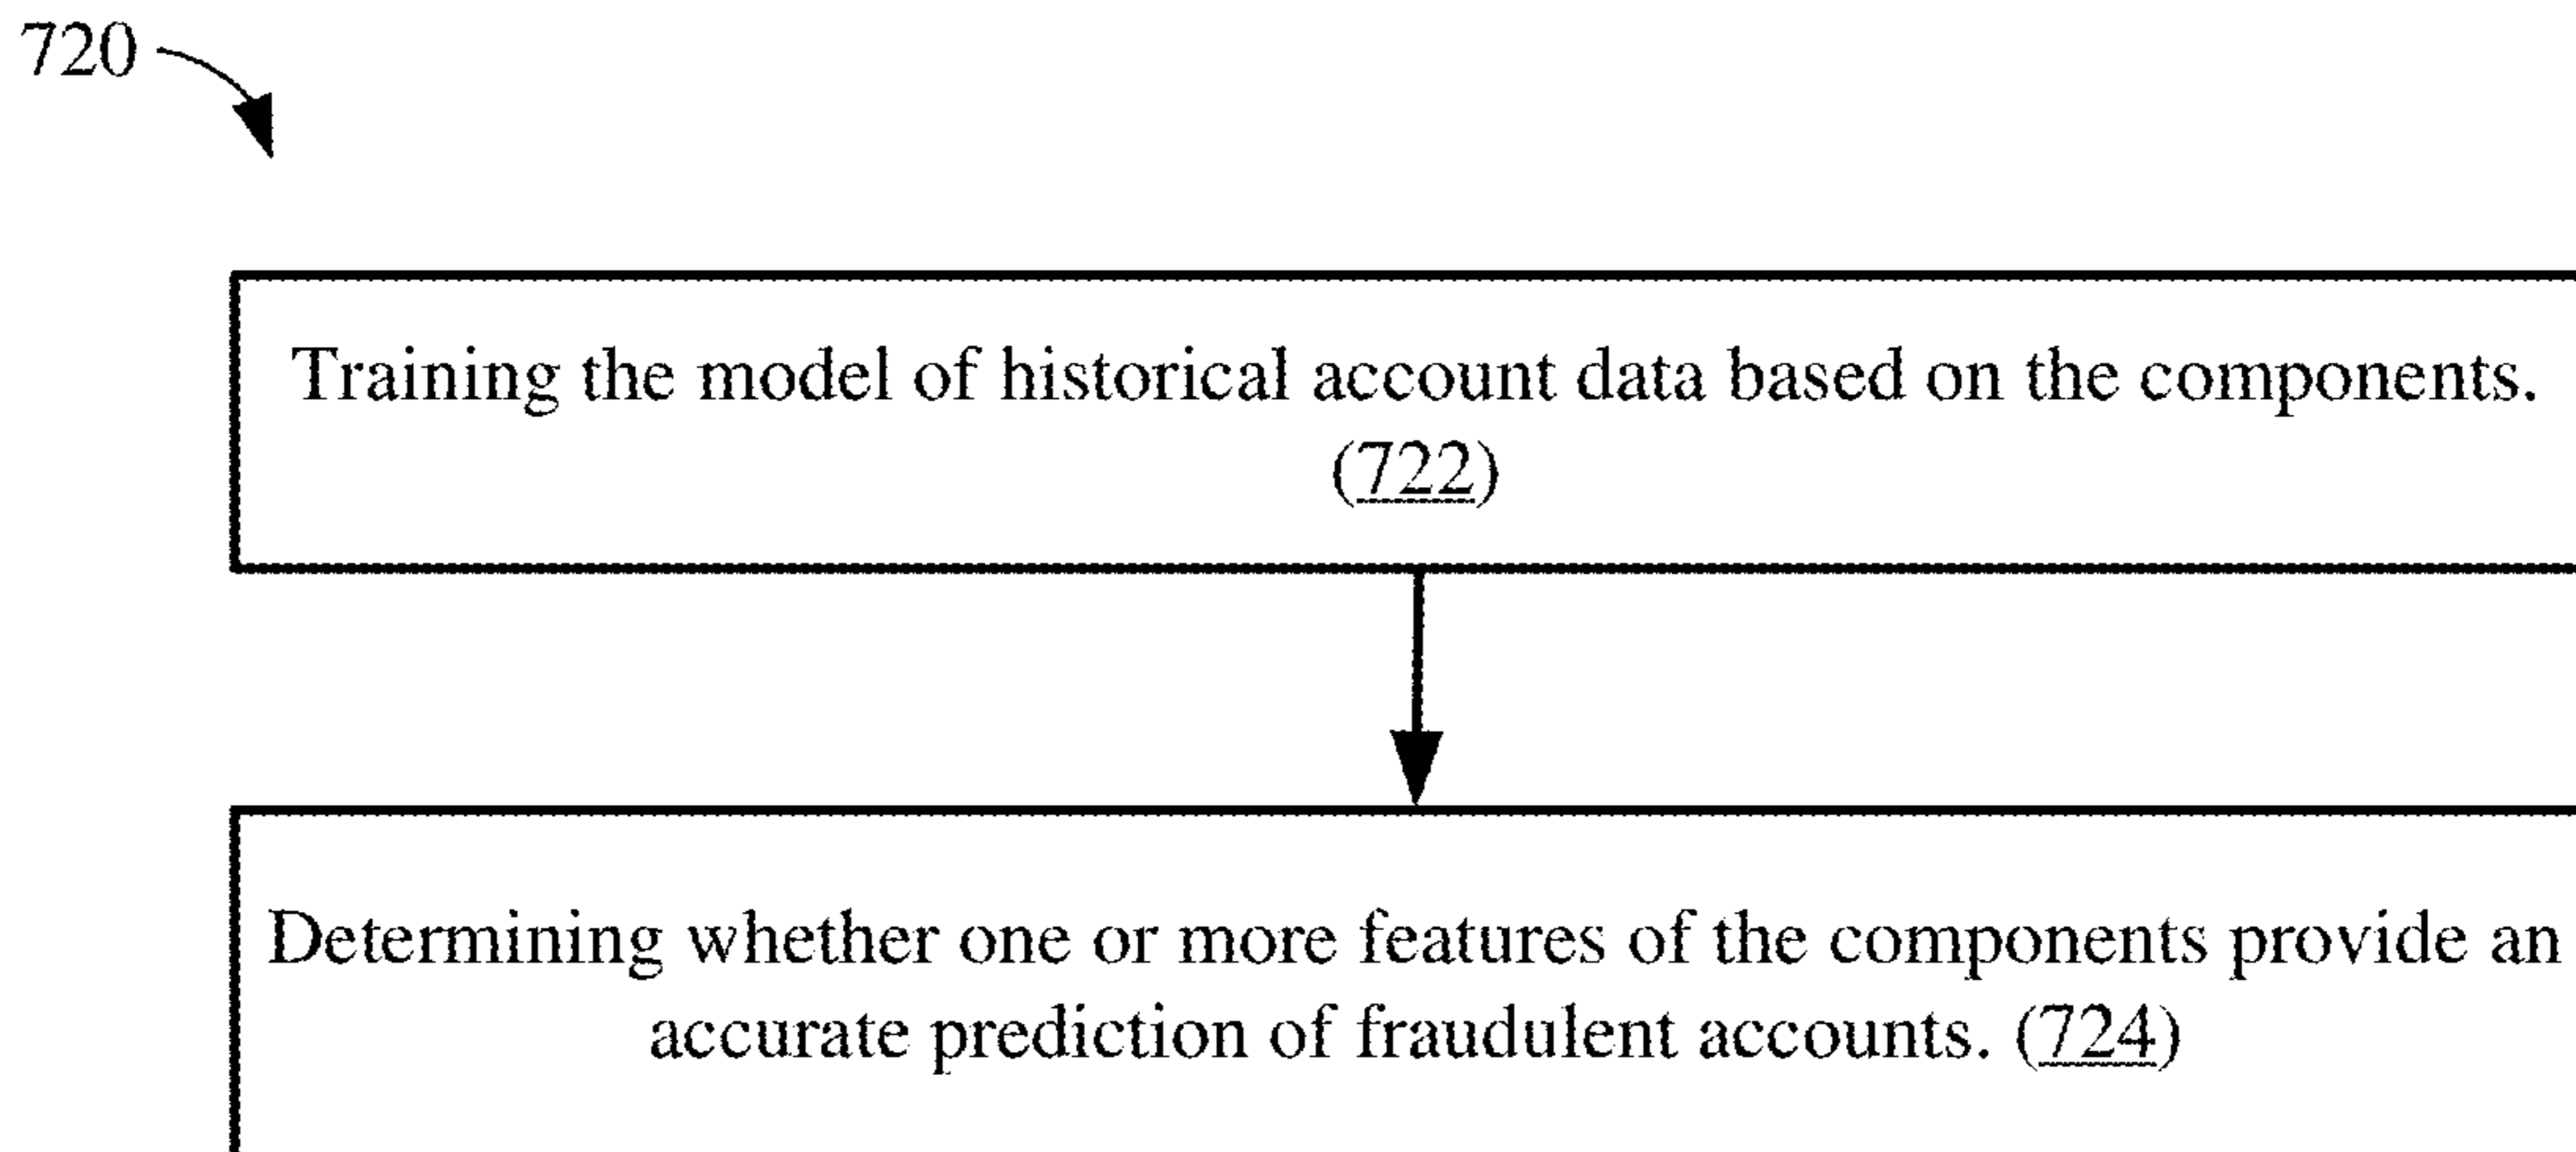 720
Training the model of historical account data based on the components.
(722)
Determining whether one or more features of the components provide an
accurate prediction of fraudulent accounts. (724)